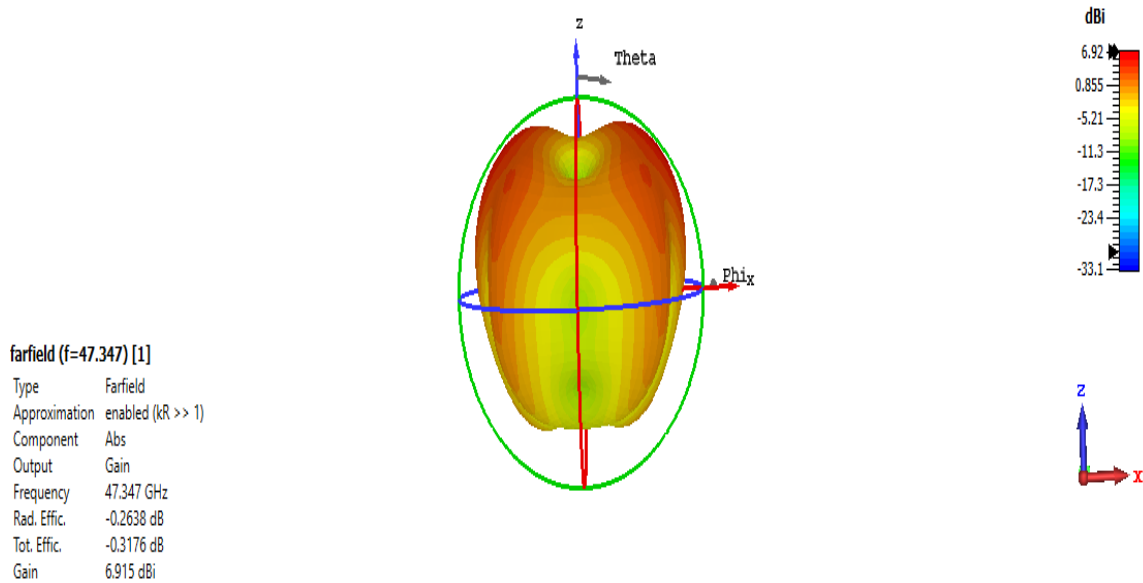 z
Theta
Phi
x
dBi
6.92
0.855
-5.21
-11.3
-17.3
-23.4
-33.1
farfield (f=47.347) [1]
Type Farfield
Approximation enabled (kR >> 1)
Component Abs
Output Gain
Frequency 47.347 GHz
Rad. Effic. -0.2638 dB
Tot. Effic. -0.3176 dB
Gain 6.915 dBi
z
x